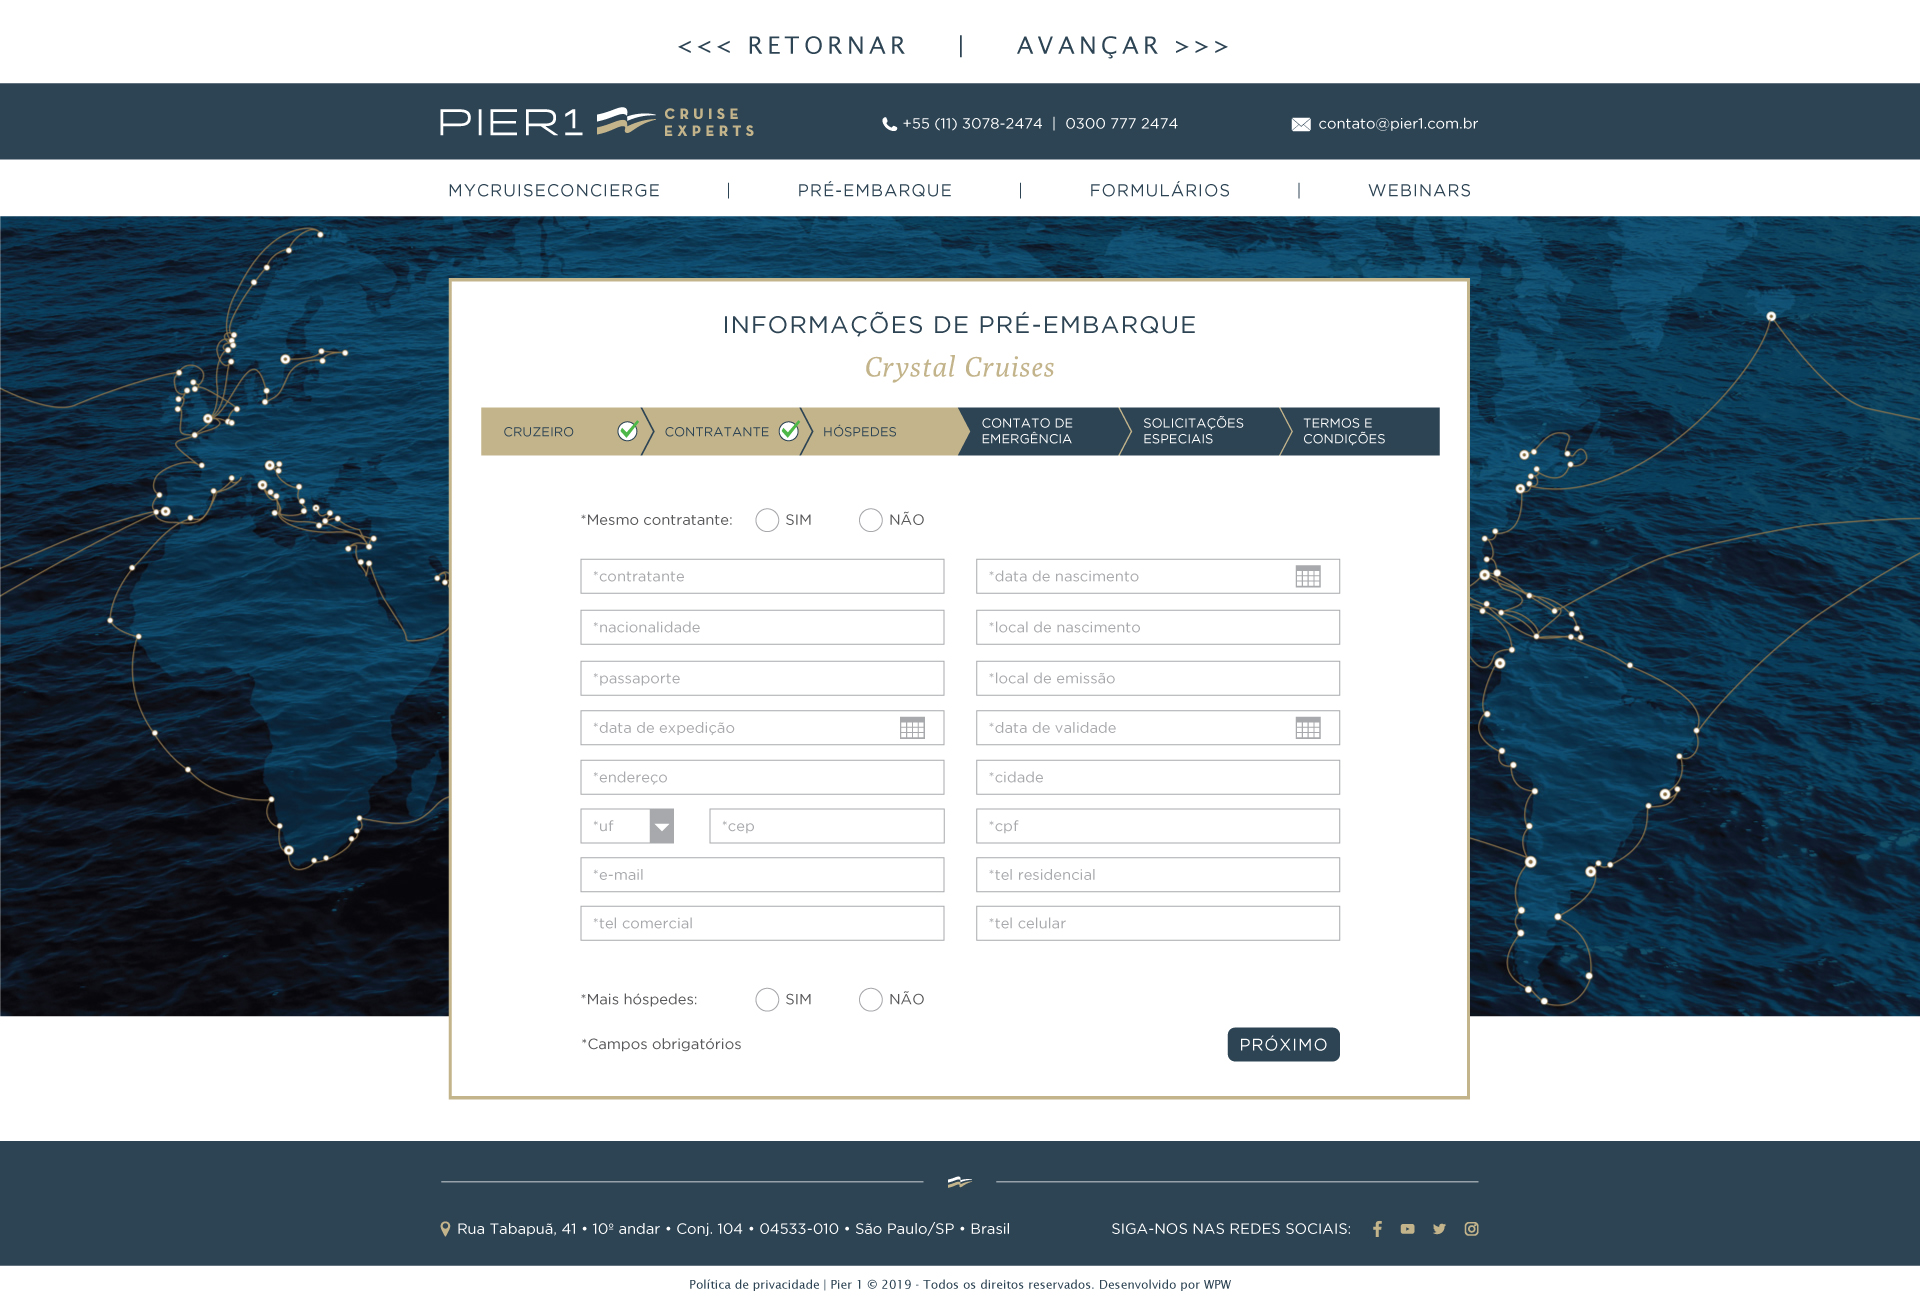 <<< RETORNAR | AVANÇAR >>>
PIER1 CRUISE EXPERTS
+55 (11) 3078-2474 | 0300 777 2474
contato@pier1.com.br
MYCRUISECONCIERGE | PRÉ-EMBARQUE | FORMULÁRIOS | WEBINARS
INFORMAÇÕES DE PRÉ-EMBARQUE
Crystal Cruises
CRUZEIRO
CONTRATANTE
HÓSPEDES
CONTATO DE
EMERGÊNCIA
SOLICITAÇÕES
ESPECIAIS
TERMOS E
CONDIÇÕES
*Mesmo contratante: SIM NÃO
*contratante
*data de nascimento
*nacionalidade
*local de nascimento
*passaporte
*local de emissão
*data de expedição
*data de validade
*endereço
*cidade
*uf
*cep
*cpf
*e-mail
*tel residencial
*tel comercial
*tel celular
*Mais hóspedes: SIM NÃO
*Campos obrigatórios
PRÓXIMO
Rua Tabapuã, 41 • 10º andar • Conj. 104 • 04533-010 • São Paulo/SP • Brasil
SIGA-NOS NAS REDES SOCIAIS:
Política de privacidade | Pier 1 © 2019 - Todos os direitos reservados. Desenvolvido por WPW